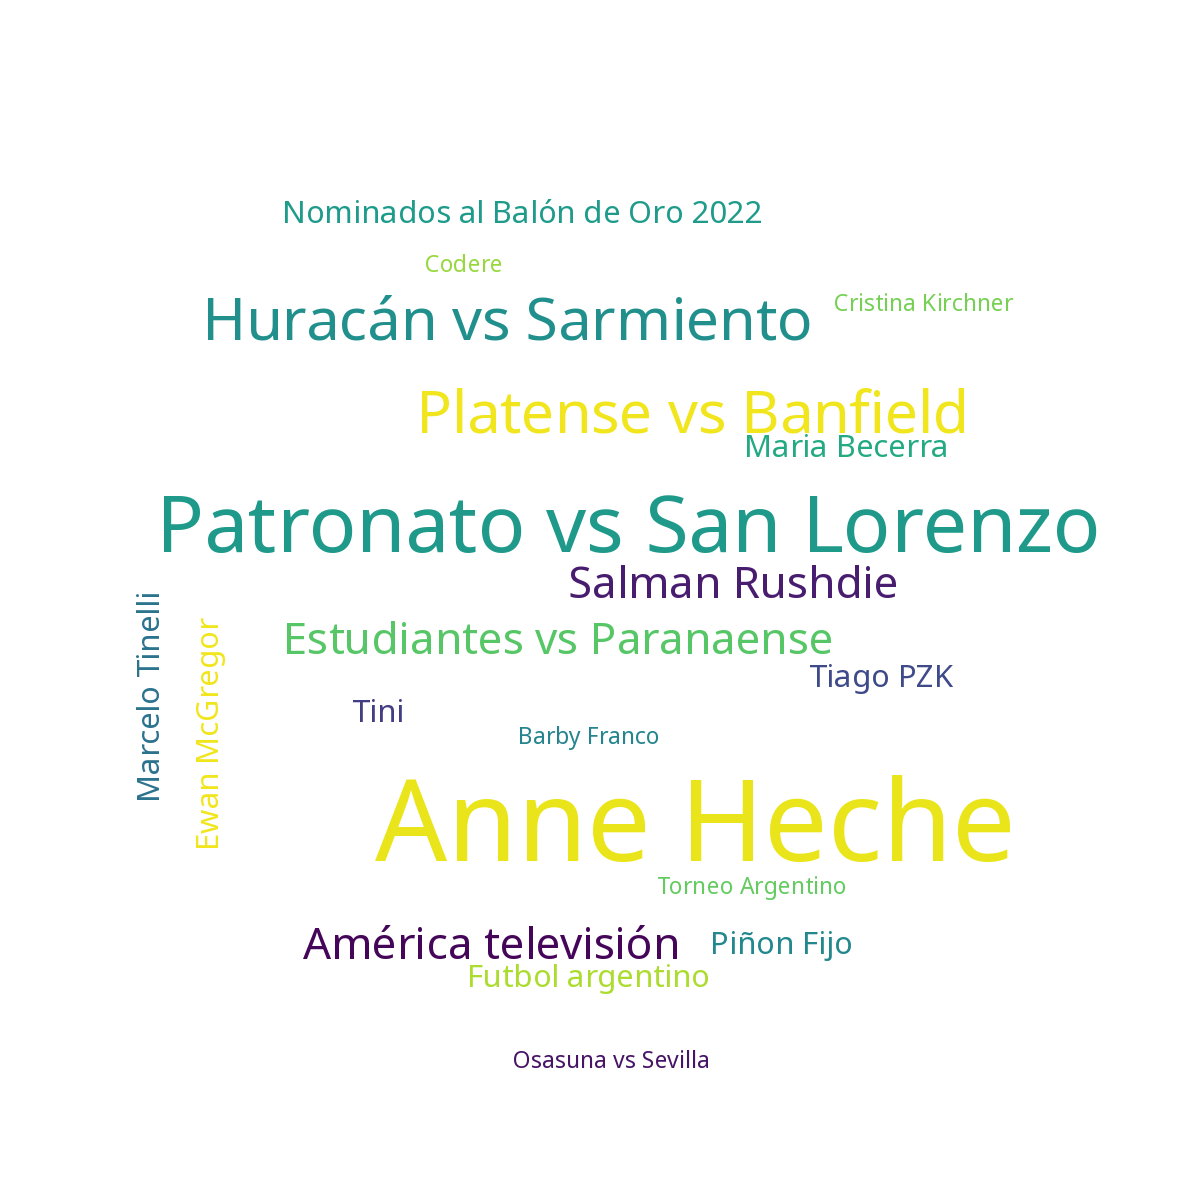 Nominados al Balón de Oro 2022
Codere
Cristina Kirchner
Huracán vs Sarmiento
Platense vs Banfield
Maria Becerra
Patronato vs San Lorenzo
Salman Rushdie
Estudiantes vs Paranaense
Marcelo Tinelli
Ewan McGregor
Tiago PZK
Tini
Barby Franco
Anne Heche
Torneo Argentino
América televisión
Piñon Fijo
Futbol argentino
Osasuna vs Sevilla